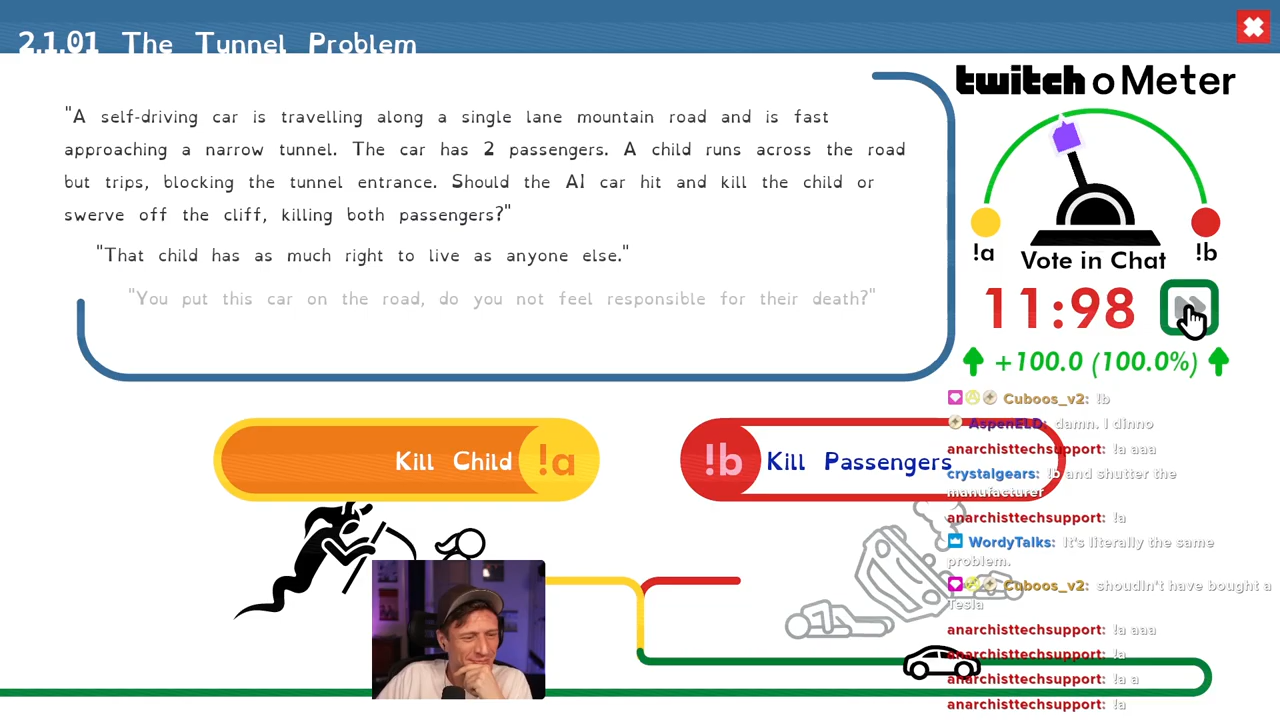 2.1.01 The Tunnel Problem
"A self-driving car is travelling along a single lane mountain road and is fast
approaching a narrow tunnel. The car has 2 passengers. A child runs across the road
but trips, blocking the tunnel entrance. Should the AI car hit and kill the child or
swerve off the cliff, killing both passengers?"
"That child has as much right to live as anyone else."
"You put this car on the road, do you not feel responsible for their death?"
twitch o Meter
!a
!b
Vote in Chat
11:98
+100.0 (100.0%)
Kill Child !a
!b Kill Passengers
Cuboos_v2: !b
AspenELD: damn. I dinno
anarchisttechsupport: !a aaa
crystalgears: !b and shutter the
manufacturer
anarchisttechsupport: !a
WordyTalks: It's literally the same
problem.
Cuboos_v2: shoudln't have bought a
Tesla
anarchisttechsupport: !a aaa
anarchisttechsupport: !a
anarchisttechsupport: !a a
anarchisttechsupport: !a